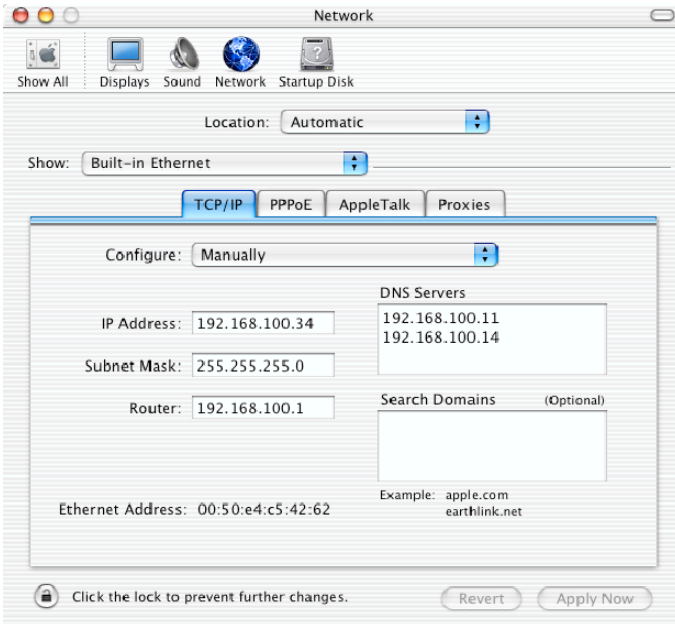 Network
Show All Displays Sound Network Startup Disk
Location: Automatic
Show: Built-in Ethernet
TCP/IP PPPoE AppleTalk Proxies
Configure: Manually
DNS Servers
192.168.100.11
192.168.100.14
IP Address: 192.168.100.34
Subnet Mask: 255.255.255.0
Router: 192.168.100.1
Search Domains (Optional)
Example: apple.com
earthlink.net
Ethernet Address: 00:50:e4:c5:42:62
Click the lock to prevent further changes.
Revert Apply Now